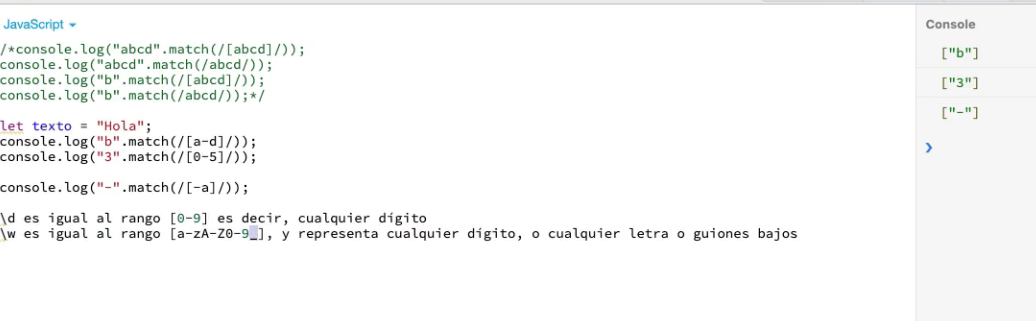 JavaScript
Console
/*console.log("abcd".match(/[abcd]/));
console.log("abcd".match(/abcd/));
console.log("b".match(/[abcd]/));
console.log("b".match(/abcd/));*/
let texto = "Hola";
console.log("b".match(/[a-d]/));
console.log("3".match(/[0-5]/));
console.log("-".match(/[-a]/));
\d es igual al rango [0-9] es decir, cualquier dígito
\w es igual al rango [a-zA-Z0-9_], y representa cualquier dígito, o cualquier letra o guiones bajos
["b"]
["3"]
["-"]